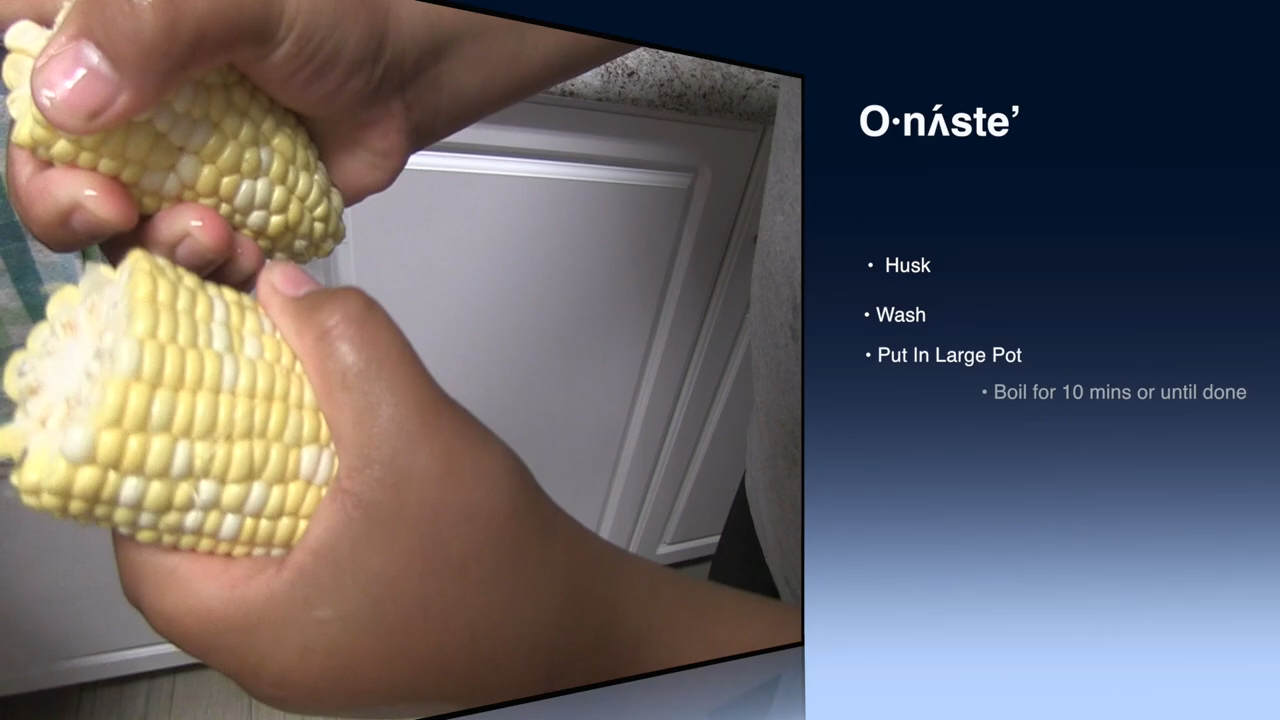 O·nʌ́ste’
• Husk
• Wash
• Put In Large Pot
• Boil for 10 mins or until done